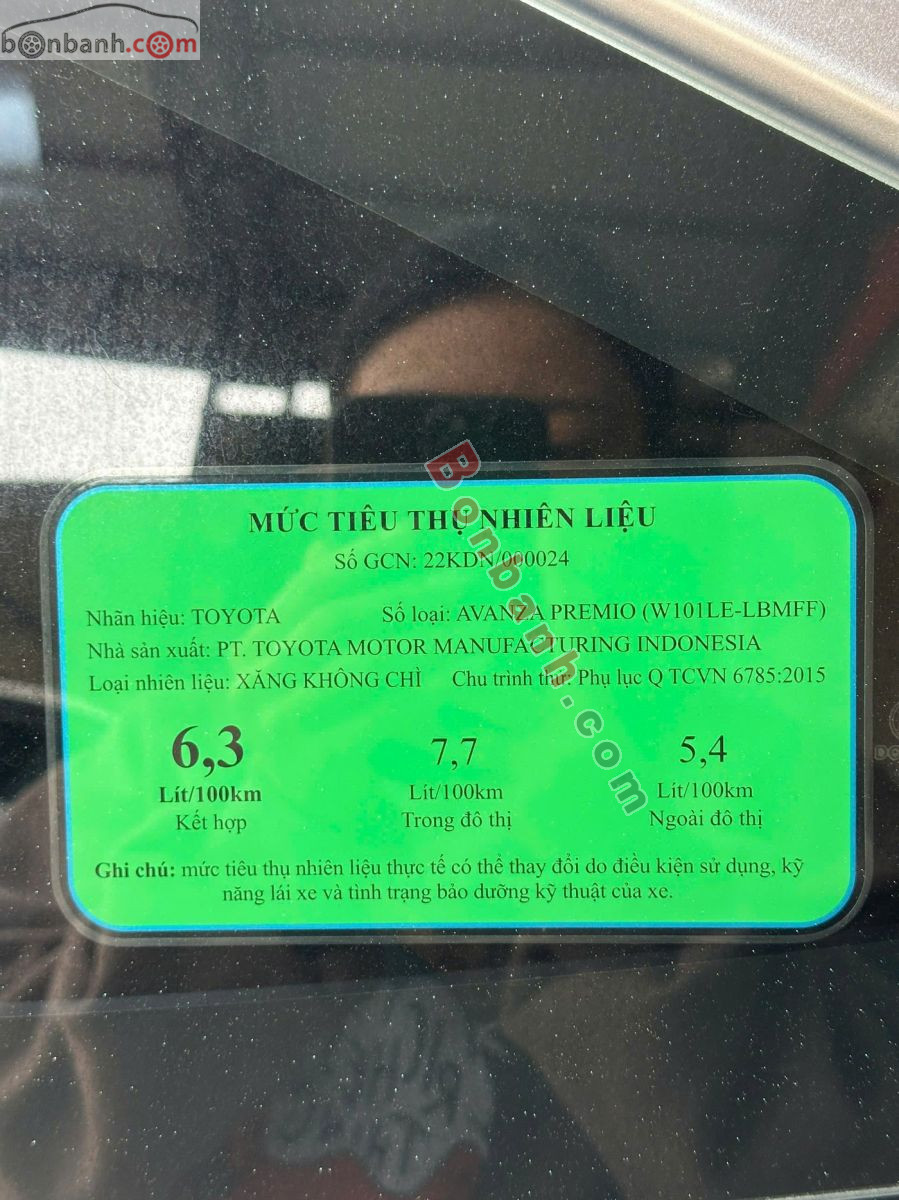 bonbanh.com
MỨC TIÊU THỤ NHIÊN LIỆU
Số GCN: 22KDN/000024
Nhãn hiệu: TOYOTA Số loại: AVANZA PREMIO (W101LE-LBMFF)
Nhà sản xuất: PT. TOYOTA MOTOR MANUFACTURING INDONESIA
Loại nhiên liệu: XĂNG KHÔNG CHÌ Chu trình thử: Phụ lục Q TCVN 6785:2015
6,3 7,7 5,4
Lít/100km Lít/100km Lít/100km
Kết hợp Trong đô thị Ngoài đô thị
Ghi chú: mức tiêu thụ nhiên liệu thực tế có thể thay đổi do điều kiện sử dụng, kỹ
năng lái xe và tình trạng bảo dưỡng kỹ thuật của xe.
Bonbanh.com